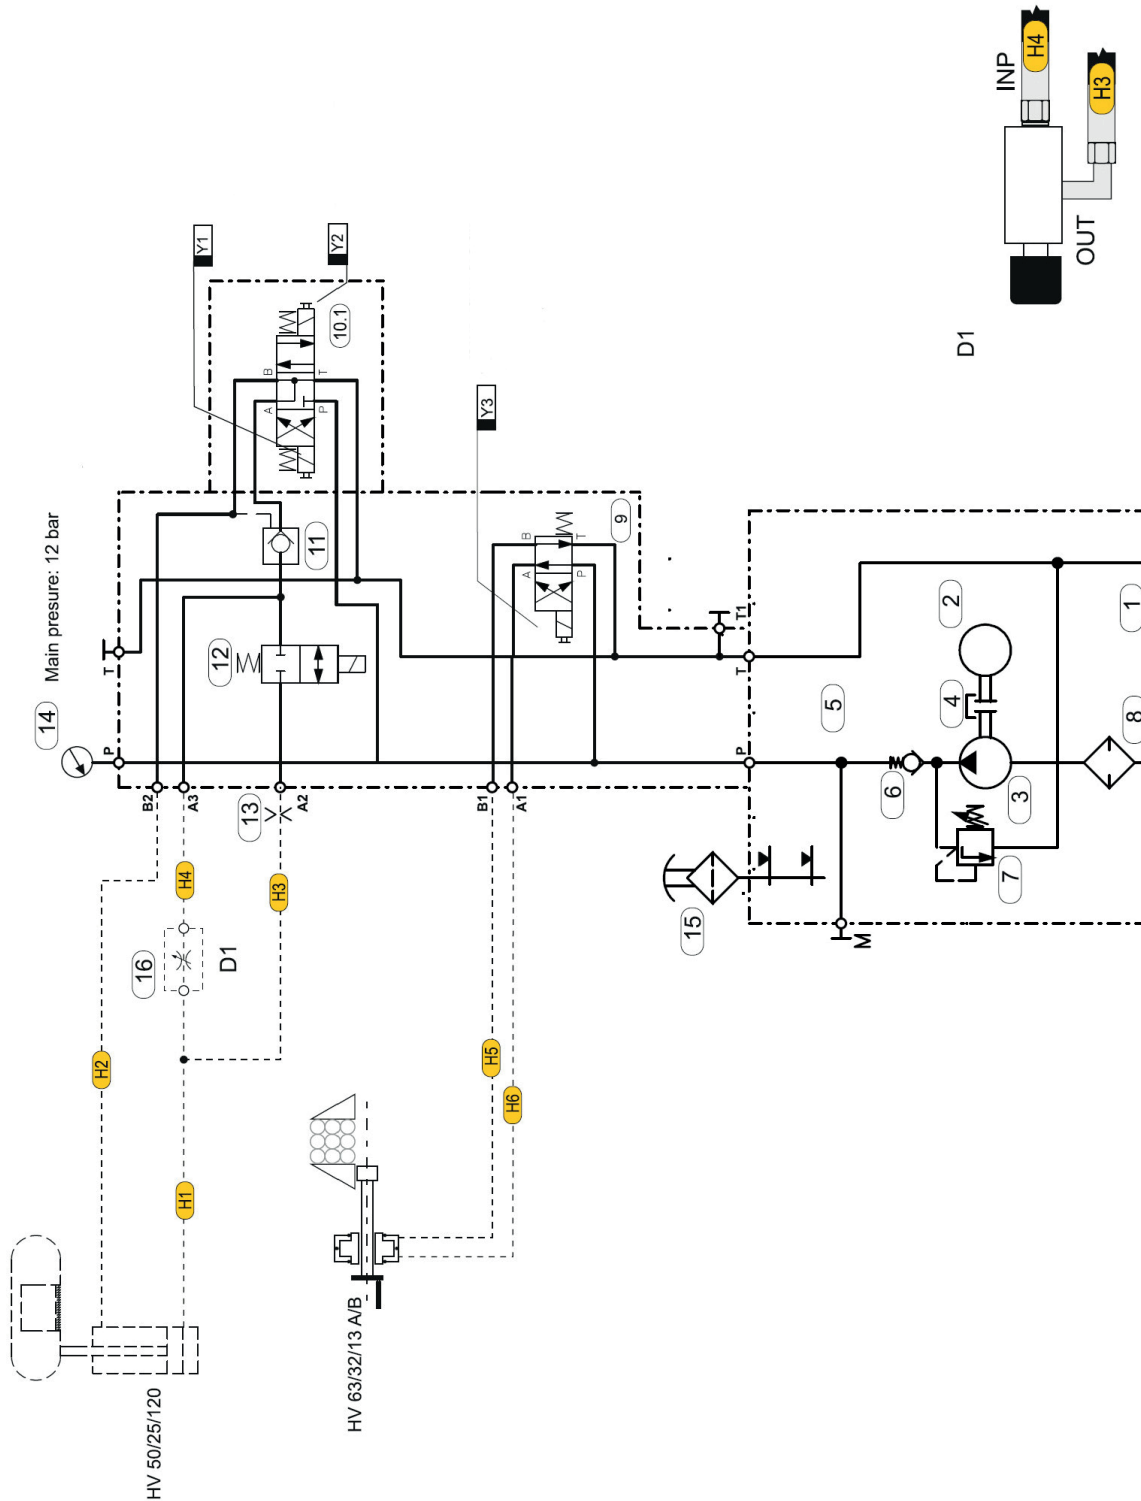 INP
H4
H3
OUT
D1
Y1
Y2
10.1
B
T
A
P
Main presure: 12 bar
14
T
P
12
11
Y3
9
B
T
A
P
T1
T
P
B2
A3
13
A2
B1
A1
H4
H3
16
D1
H2
H1
H5
H6
HV 50/25/120
HV 63/32/13 A/B
5
2
1
4
6
3
8
7
15
M